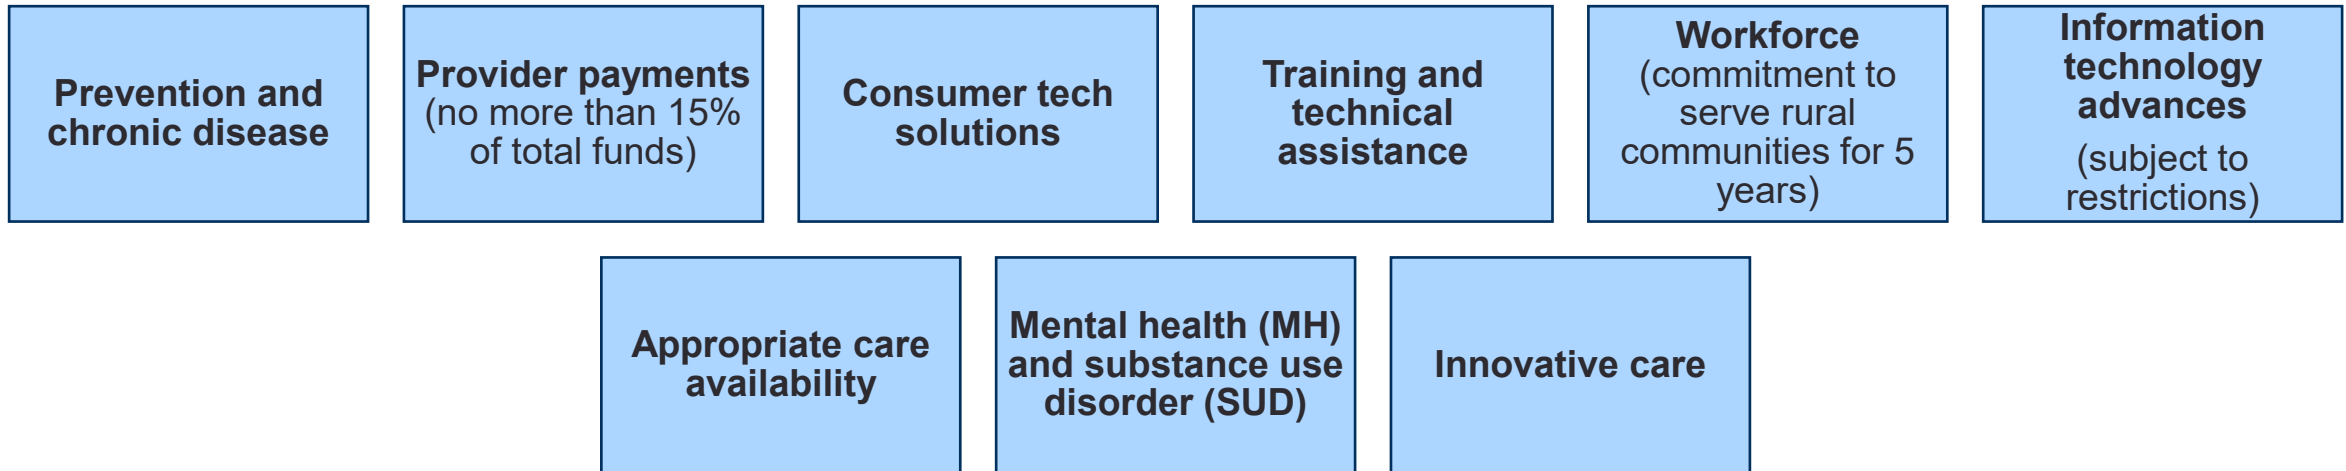 Prevention and
chronic disease
Provider payments
(no more than 15%
of total funds)
Consumer tech
solutions
Training and
technical
assistance
Workforce
(commitment to
serve rural
communities for 5
years)
Information
technology
advances
(subject to
restrictions)
Appropriate care
availability
Mental health (MH)
and substance use
disorder (SUD)
Innovative care